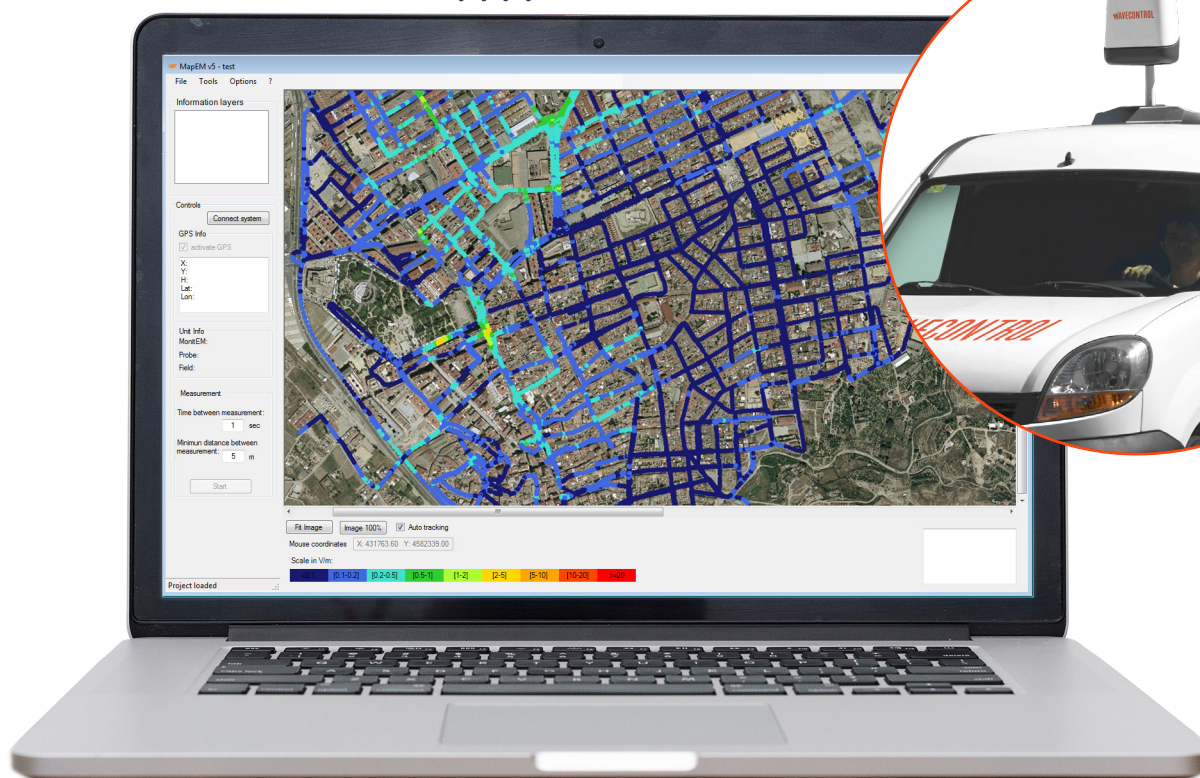 MapEM v5 - test
File Tools Options ?
Information layers
Controls
Connect system
GPS Info
activate GPS
X:
Y:
H:
Lat:
Lon:
Unit Info
MonitEM:
Probe:
Field:
Measurement
Time between measurement:
1 sec
Minimun distance between
measurement: 5 m
Start
Fit Image Image 100% Auto tracking
Mouse coordinates X: 431763.60 Y: 4582339.00
Scale in V/m:
[0.1-0.2] [0.2-0.5] [0.5-1] [1-2] [2-5] [5-10] [10-20] >=20
Project loaded
WAVECONTROL
WAVECONTROL